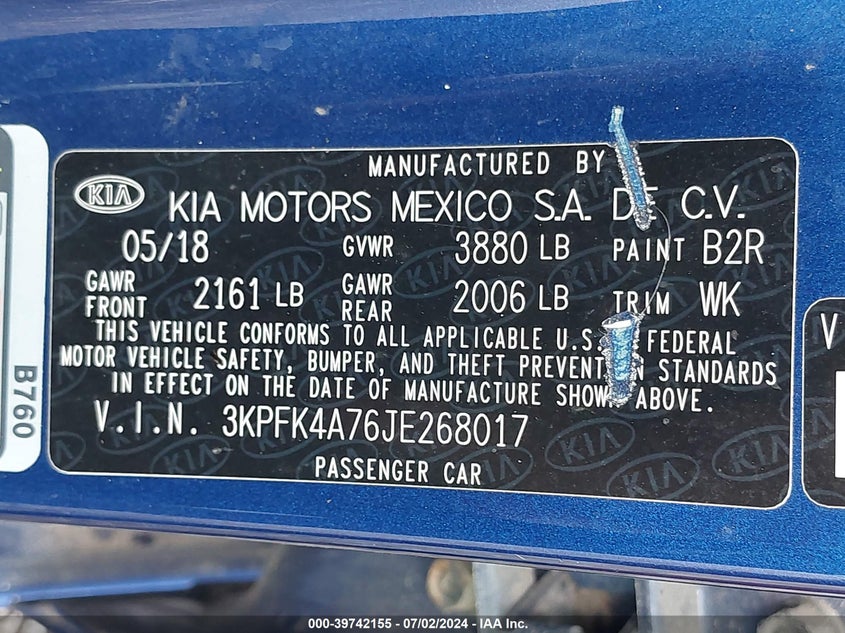 MANUFACTURED BY
KIA KIA MOTORS MEXICO S.A. DE C.V.
05/18 GVWR 3880 LB PAINT B2R
GAWR FRONT 2161 LB GAWR REAR 2006 LB TRIM WK
THIS VEHICLE CONFORMS TO ALL APPLICABLE U.S. FEDERAL
MOTOR VEHICLE SAFETY, BUMPER, AND THEFT PREVENTION STANDARDS
IN EFFECT ON THE DATE OF MANUFACTURE SHOWN ABOVE.
V.I.N. 3KPFK4A76JE268017
PASSENGER CAR
B760
V
000-39742155 - 07/02/2024 - IAA Inc.